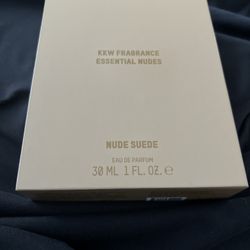 KKW FRAGRANCE
ESSENTIAL NUDES
NUDE SUEDE
EAU DE PARFUM
30 ML 1 FL. OZ. ℮